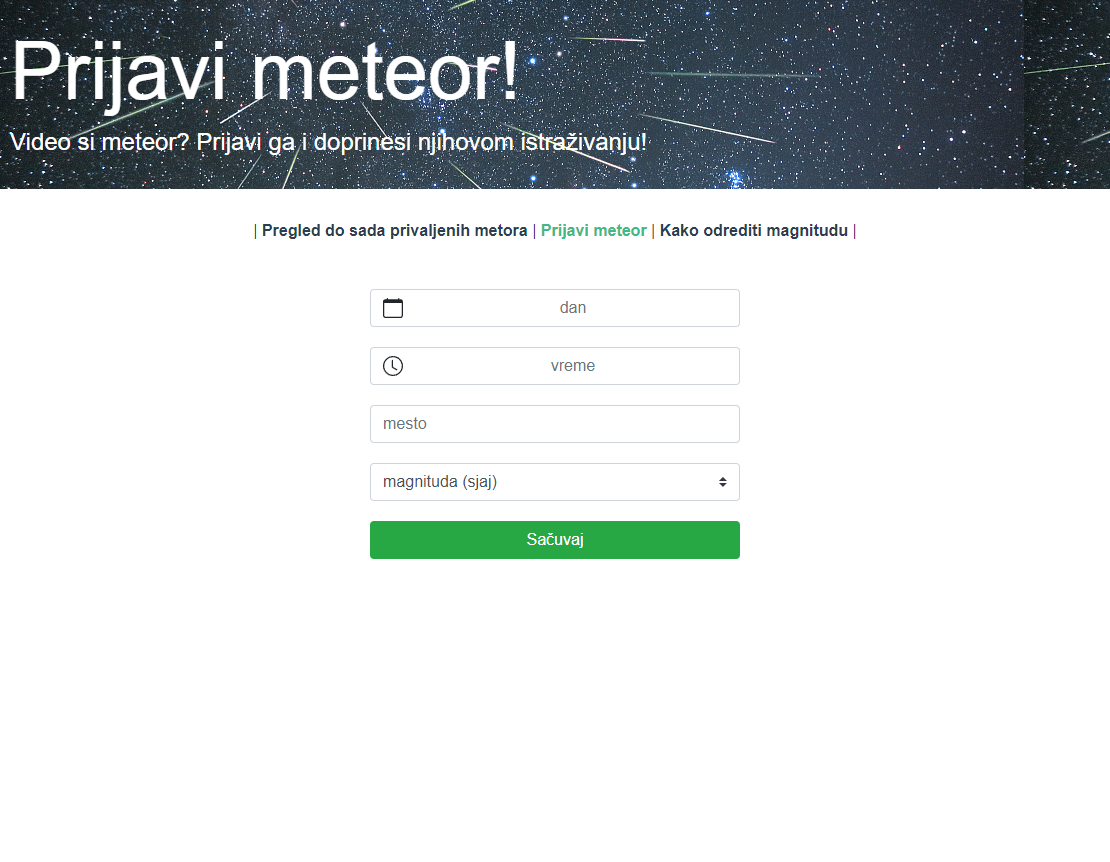 Prijavi meteor!
Video si meteor? Prijavi ga i doprinesi njihovom istraživanju!
| Pregled do sada privaljenih metora | Prijavi meteor | Kako odrediti magnitudu |
dan
vreme
mesto
magnituda (sjaj)
Sačuvaj